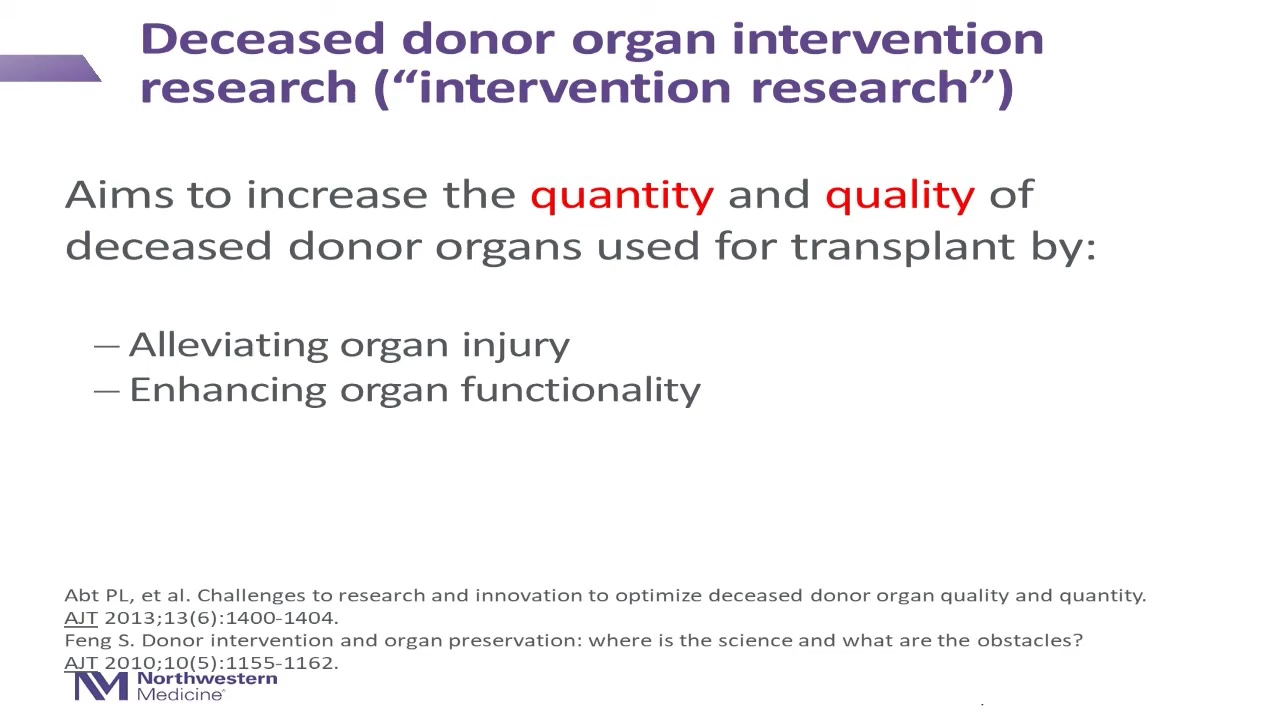 Deceased donor organ intervention
research (“intervention research”)
Aims to increase the quantity and quality of
deceased donor organs used for transplant by:
– Alleviating organ injury
– Enhancing organ functionality
Abt PL, et al. Challenges to research and innovation to optimize deceased donor organ quality and quantity.
AJT 2013;13(6):1400-1404.
Feng S. Donor intervention and organ preservation: where is the science and what are the obstacles?
AJT 2010;10(5):1155-1162.
NM Northwestern
Medicine®